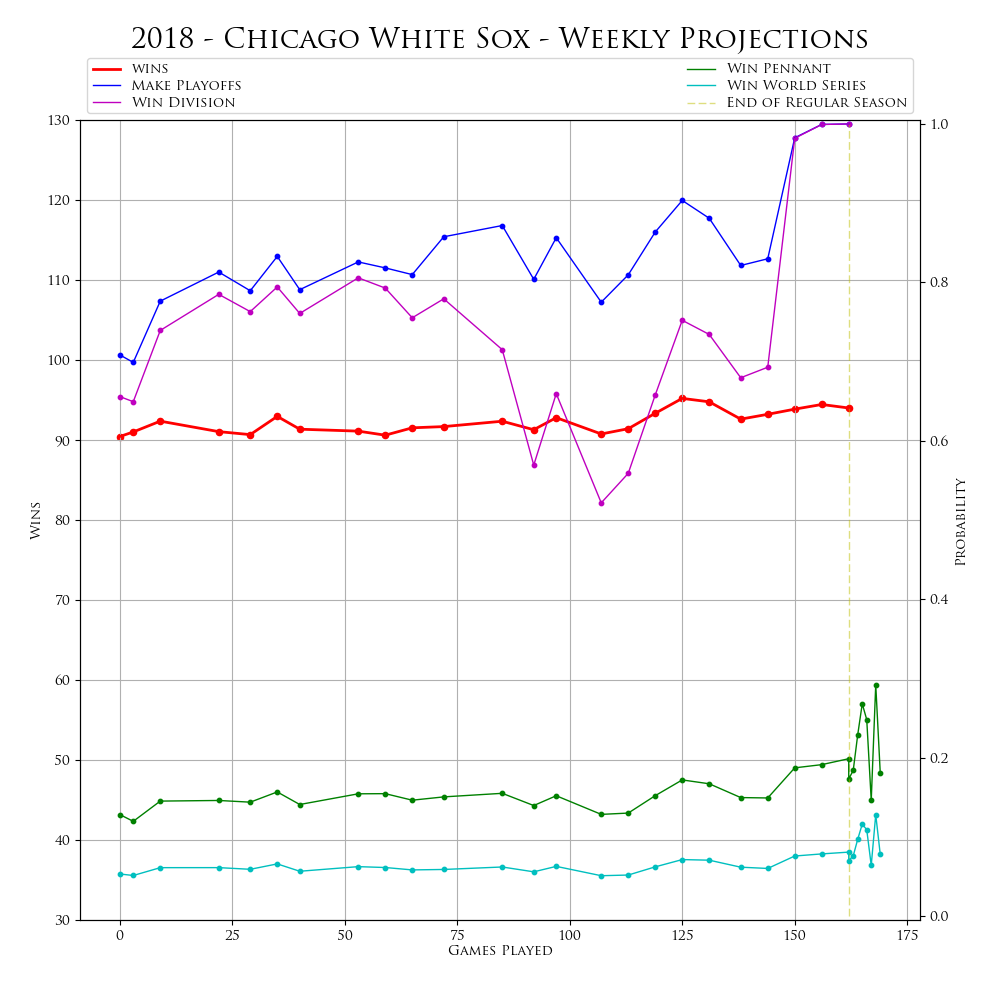 2018 - Chicago White Sox - Weekly Projections
wins
Make Playoffs
Win Division
Win Pennant
Win World Series
End of Regular Season
130
120
110
100
90
80
70
60
50
40
30
Wins
1.0
0.8
0.6
0.4
0.2
0.0
Probability
0 25 50 75 100 125 150 175
Games Played